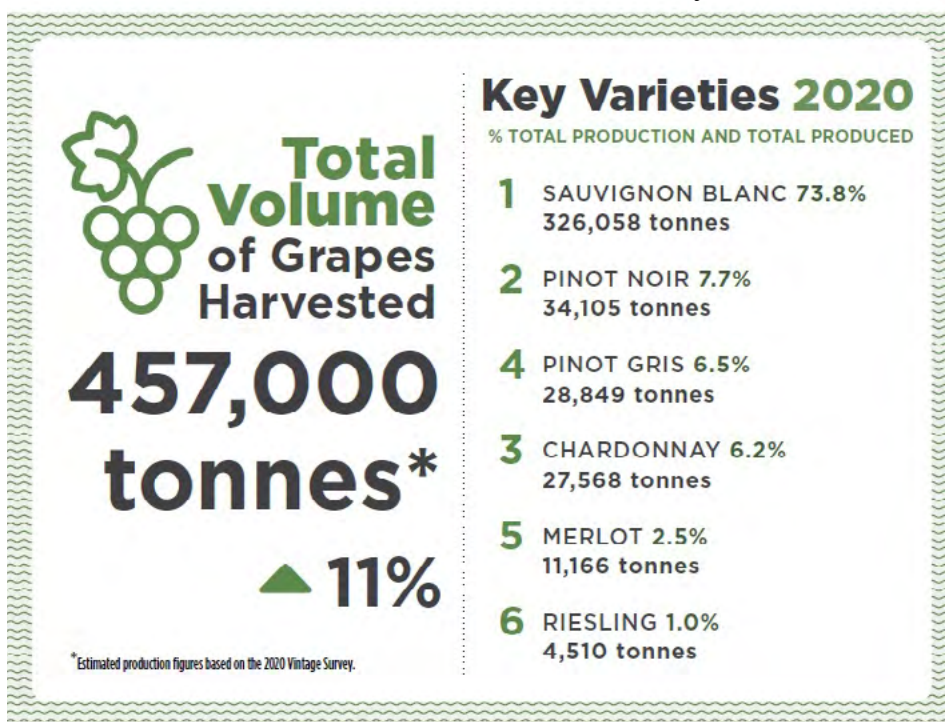 Total
Volume
of Grapes
Harvested
457,000
tonnes*
11%
*Estimated production figures based on the 2020 Vintage Survey.
Key Varieties 2020
% TOTAL PRODUCTION AND TOTAL PRODUCED
1 SAUVIGNON BLANC 73.8%
326,058 tonnes
2 PINOT NOIR 7.7%
34,105 tonnes
4 PINOT GRIS 6.5%
28,849 tonnes
3 CHARDONNAY 6.2%
27,568 tonnes
5 MERLOT 2.5%
11,166 tonnes
6 RIESLING 1.0%
4,510 tonnes